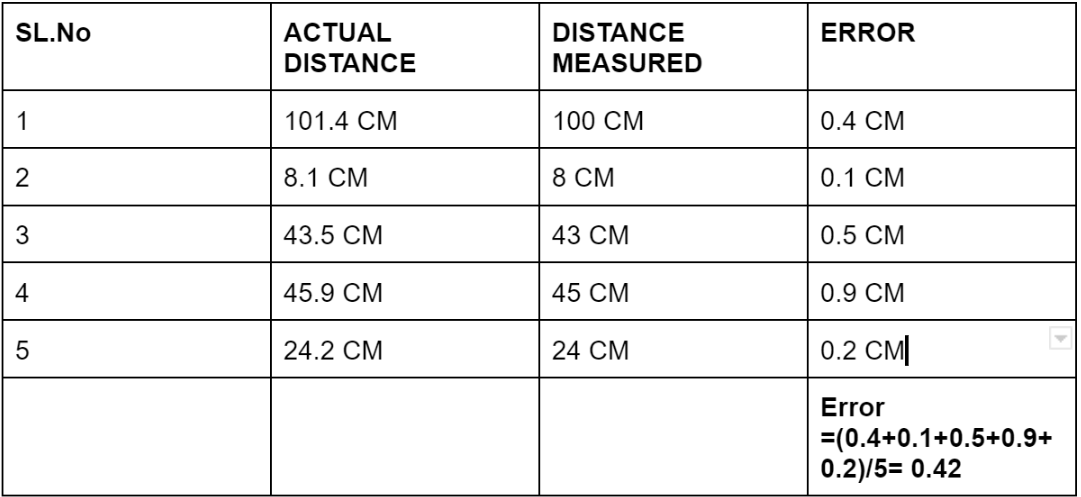 SL.No ACTUAL DISTANCE ERROR
DISTANCE MEASURED
1 101.4 CM 100 CM 0.4 CM
2 8.1 CM 8 CM 0.1 CM
3 43.5 CM 43 CM 0.5 CM
4 45.9 CM 45 CM 0.9 CM
5 24.2 CM 24 CM 0.2 CM
Error
=(0.4+0.1+0.5+0.9+
0.2)/5= 0.42